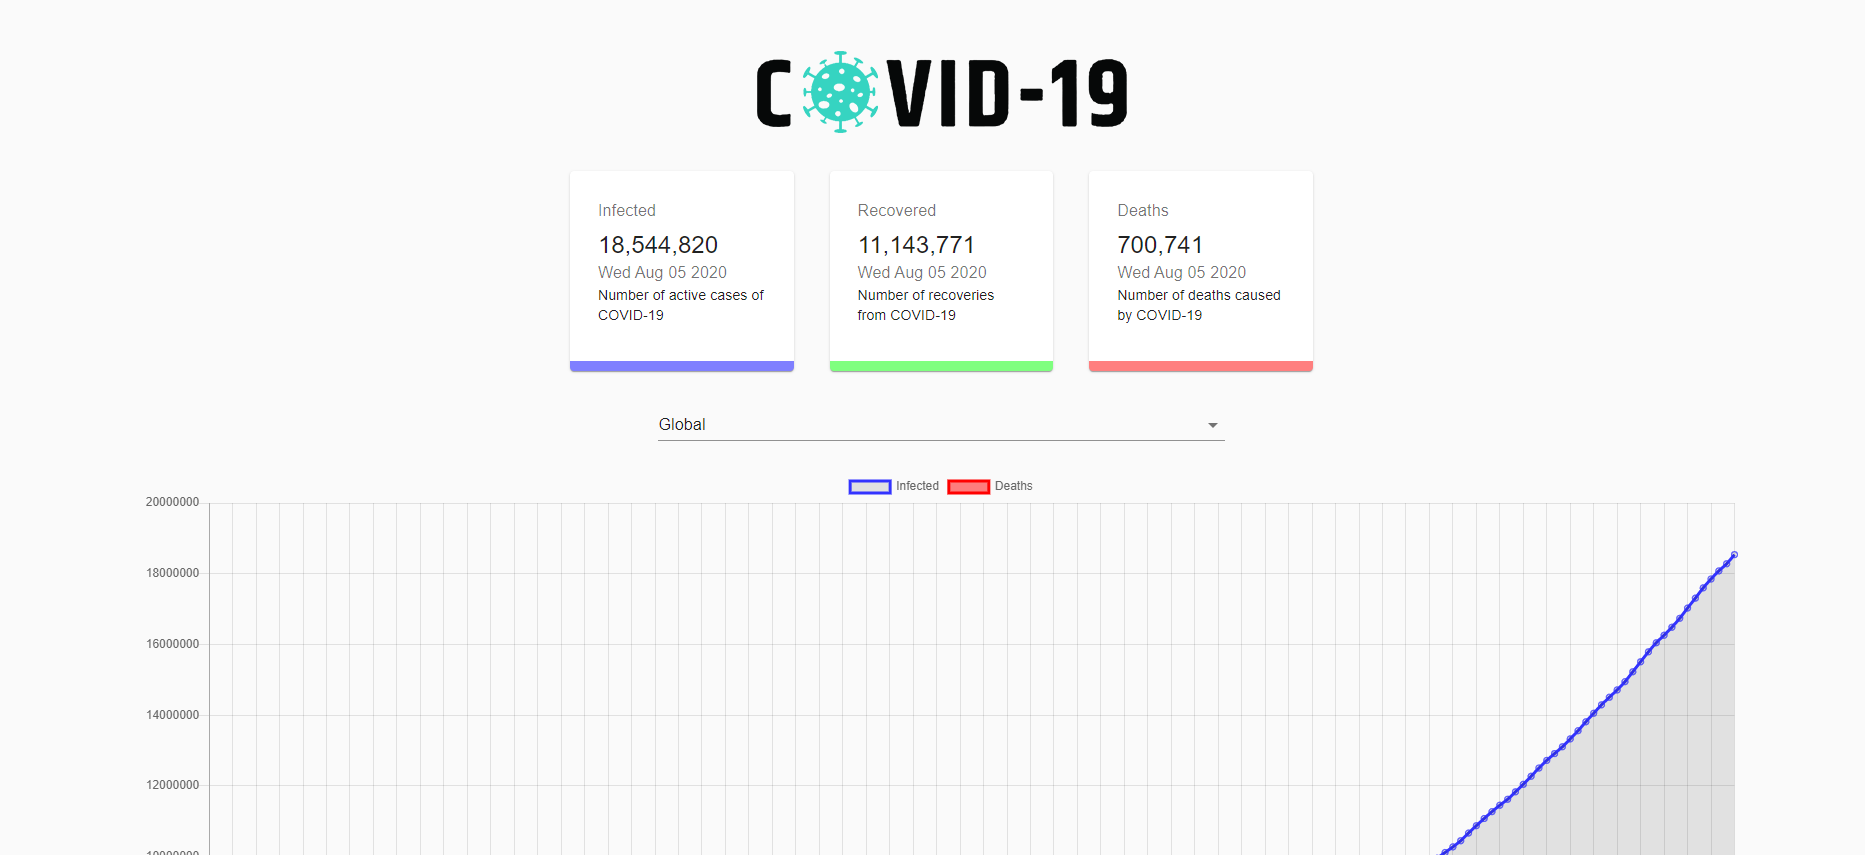 COVID-19
Infected
18,544,820
Wed Aug 05 2020
Number of active cases of
COVID-19
Recovered
11,143,771
Wed Aug 05 2020
Number of recoveries
from COVID-19
Deaths
700,741
Wed Aug 05 2020
Number of deaths caused
by COVID-19
Global
Infected Deaths
20000000
18000000
16000000
14000000
12000000
10000000